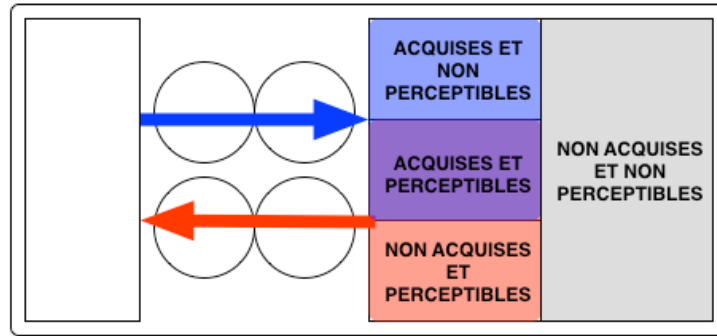 ACQUISES ET
NON
PERCEPTIBLES
ACQUISES ET
PERCEPTIBLES
NON ACQUISES
ET
PERCEPTIBLES
NON ACQUISES
ET NON
PERCEPTIBLES